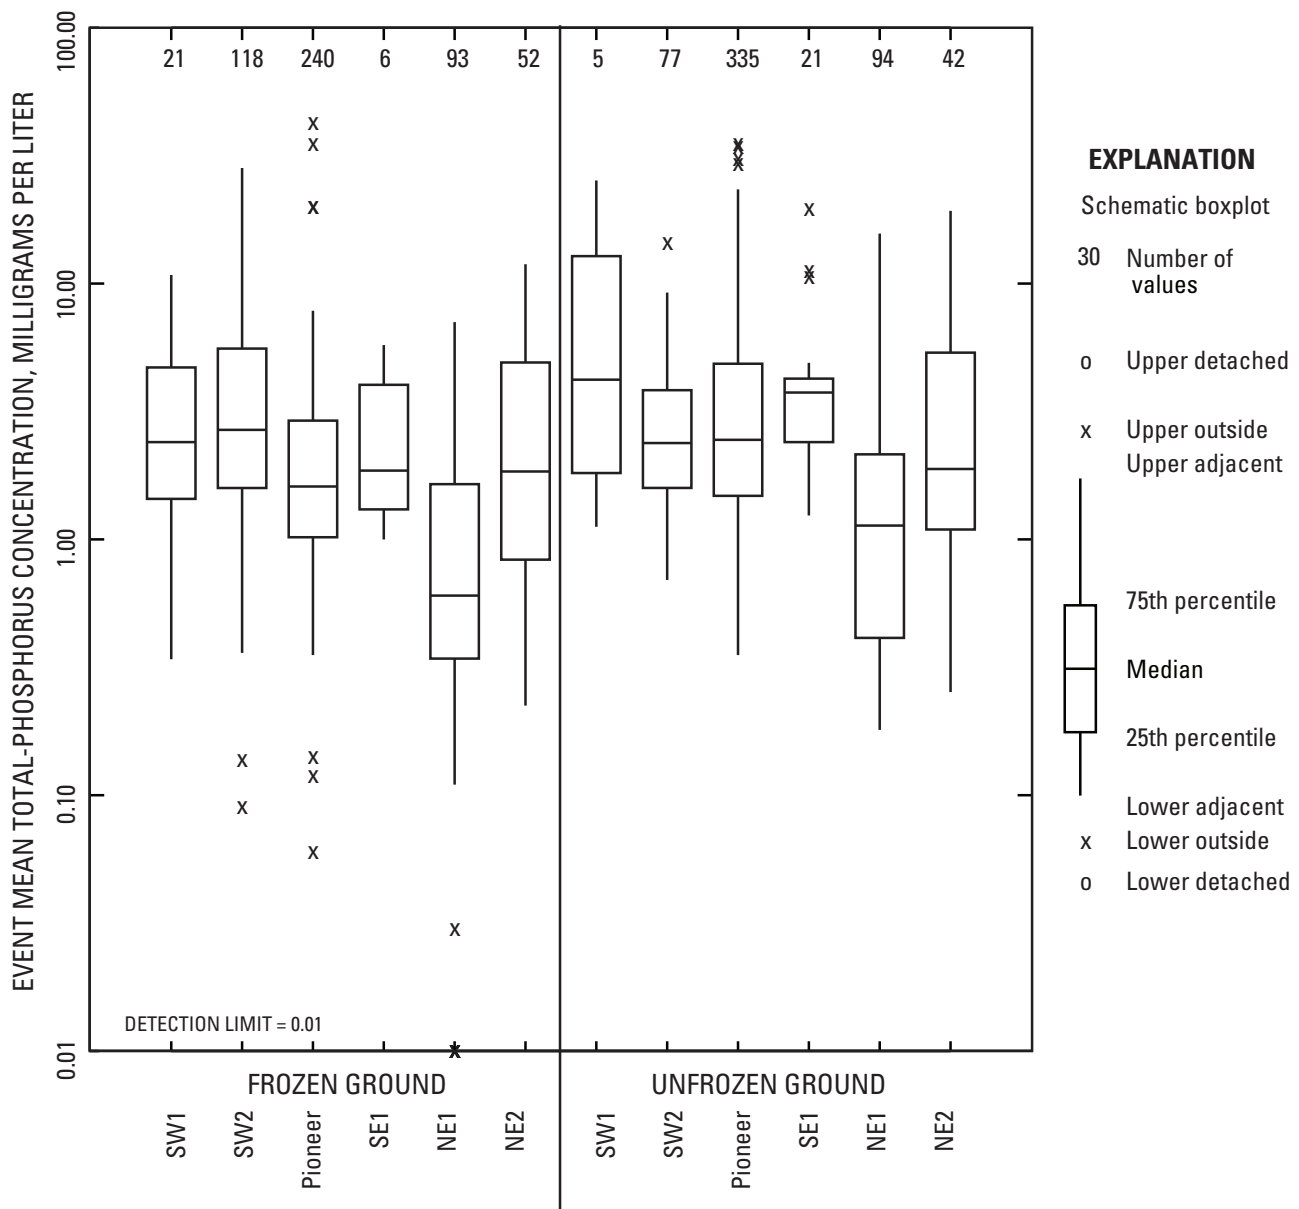 EVENT MEAN TOTAL-PHOSPHORUS CONCENTRATION, MILLIGRAMS PER LITER
100.00
10.00
1.00
0.10
0.01
21 118 240 6 93 52 5 77 335 21 94 42
DETECTION LIMIT = 0.01
FROZEN GROUND UNFROZEN GROUND
SW1 SW2 Pioneer SE1 NE1 NE2 SW1 SW2 Pioneer SE1 NE1 NE2
EXPLANATION
Schematic boxplot
30 Number of
values
o Upper detached
x Upper outside
Upper adjacent
75th percentile
Median
25th percentile
Lower adjacent
x Lower outside
o Lower detached